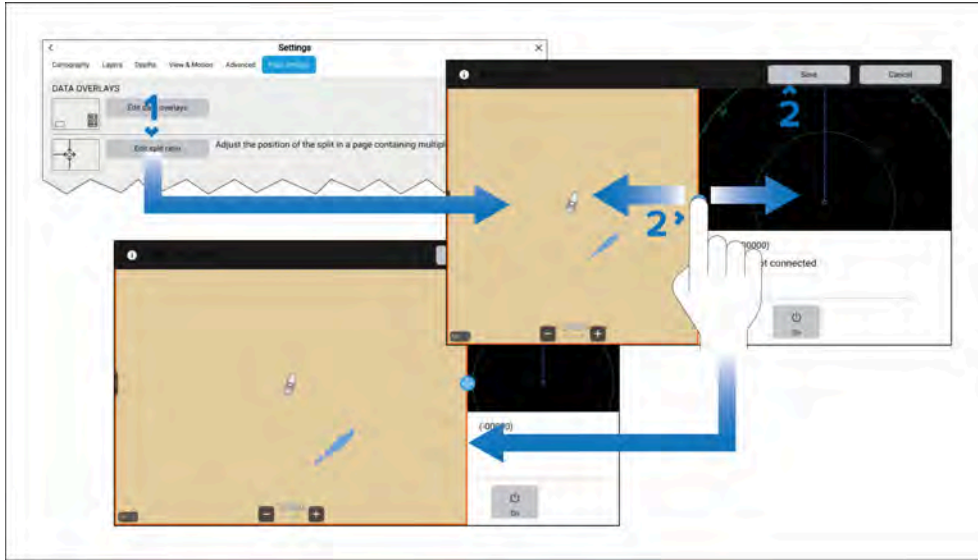 < Settings ×
Cartography Layers Depths View & Motion Advanced Page settings
DATA OVERLAYS
Edit data overlays
1
Edit split ratio
Adjust the position of the split in a page containing multipl
Save Cancel
2
2
00000)
ot connected
On
(-00000)
On